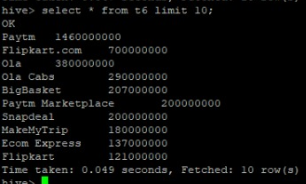 hive> select * from t6 limit 10;
OK
Paytm 1460000000
Flipkart.com 700000000
Ola 380000000
Ola Cabs 290000000
BigBasket 207000000
Paytm Marketplace 200000000
Snapdeal 200000000
MakeMyTrip 180000000
Ecom Express 137000000
Flipkart 121000000
Time taken: 0.049 seconds, Fetched: 10 row(s)
hive>